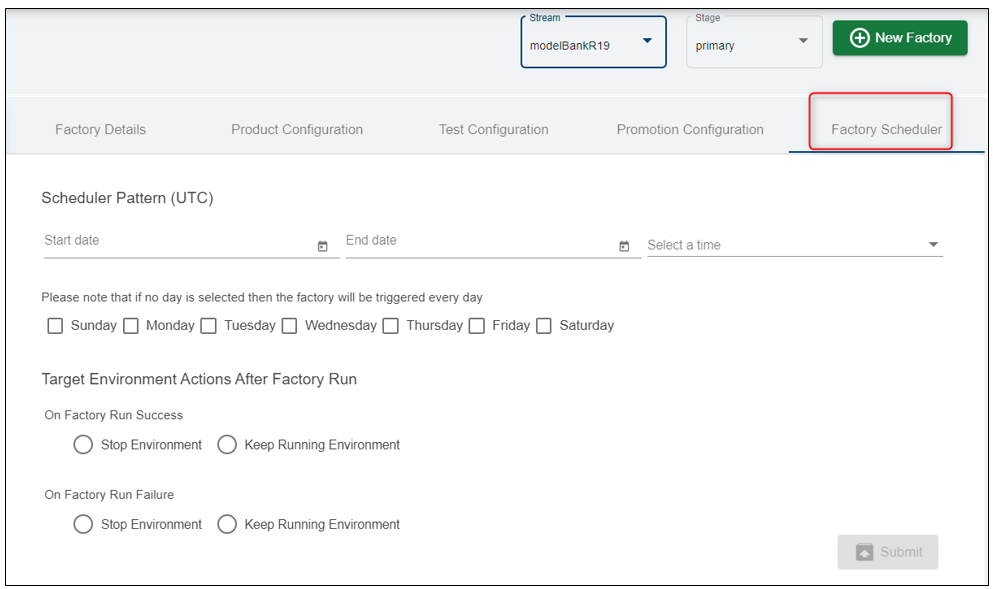 Stream
modelBankR19
Stage
primary
New Factory
Factory Details
Product Configuration
Test Configuration
Promotion Configuration
Factory Scheduler
Scheduler Pattern (UTC)
Start date
End date
Select a time
Please note that if no day is selected then the factory will be triggered every day
Sunday Monday Tuesday Wednesday Thursday Friday Saturday
Target Environment Actions After Factory Run
On Factory Run Success
Stop Environment Keep Running Environment
On Factory Run Failure
Stop Environment Keep Running Environment
Submit